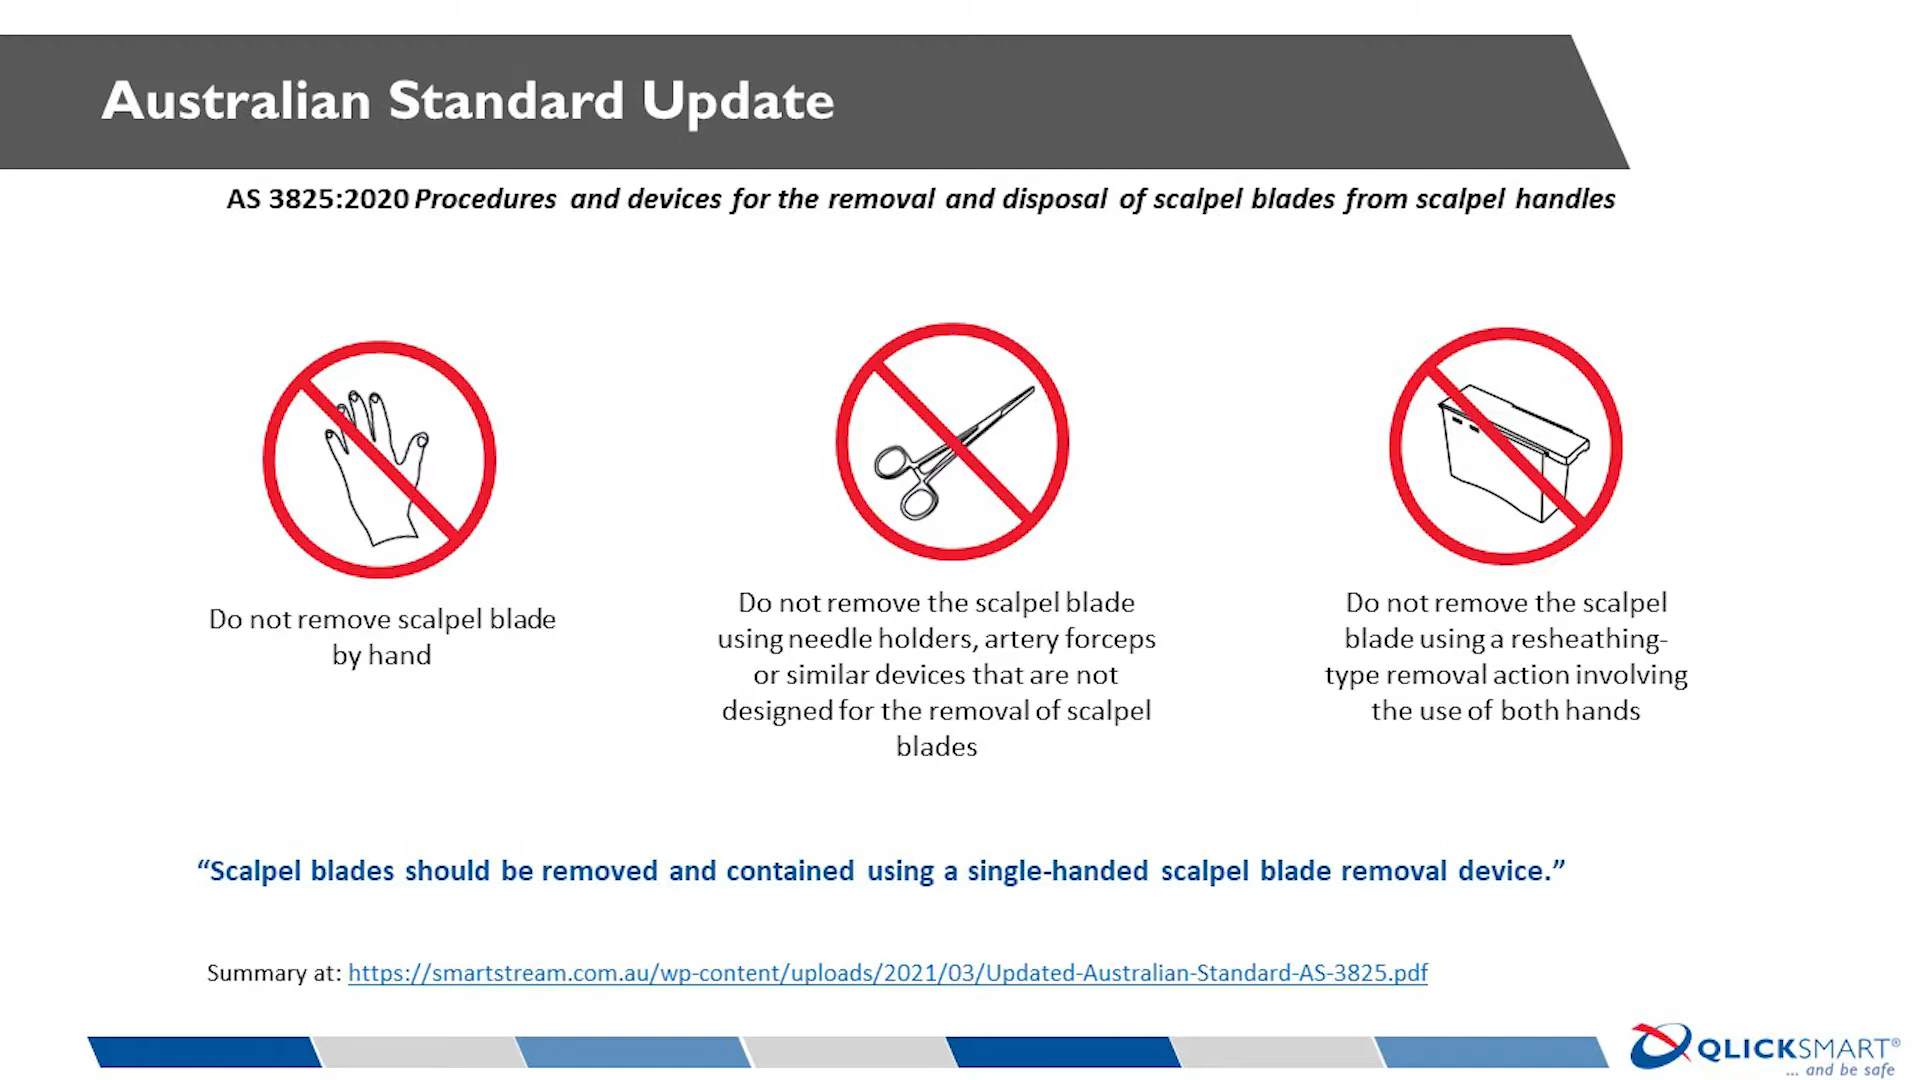 Australian Standard Update
AS 3825:2020 Procedures and devices for the removal and disposal of scalpel blades from scalpel handles
Do not remove scalpel blade
by hand
Do not remove the scalpel blade
using needle holders, artery forceps
or similar devices that are not
designed for the removal of scalpel
blades
Do not remove the scalpel
blade using a resheathing-
type removal action involving
the use of both hands
“Scalpel blades should be removed and contained using a single-handed scalpel blade removal device.”
Summary at: https://smartstream.com.au/wp-content/uploads/2021/03/Updated-Australian-Standard-AS-3825.pdf
QLICKSMART®
... and be safe